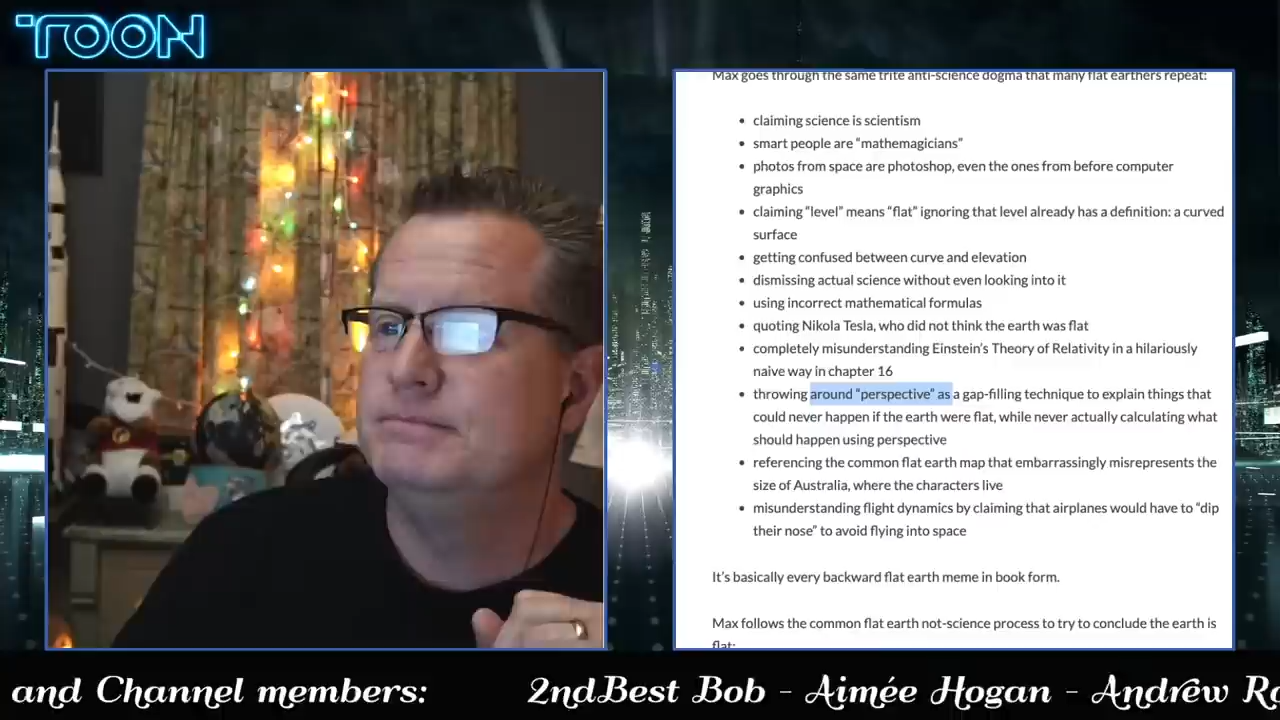 TOON
Max goes through the same trite anti-science dogma that many flat earthers repeat:
• claiming science is scientism
• smart people are “mathemagicians”
• photos from space are photoshop, even the ones from before computer
graphics
• claiming “level” means “flat” ignoring that level already has a definition: a curved
surface
• getting confused between curve and elevation
• dismissing actual science without even looking into it
• using incorrect mathematical formulas
• quoting Nikola Tesla, who did not think the earth was flat
• completely misunderstanding Einstein’s Theory of Relativity in a hilariously
naive way in chapter 16
• throwing around “perspective” as a gap-filling technique to explain things that
could never happen if the earth were flat, while never actually calculating what
should happen using perspective
• referencing the common flat earth map that embarrassingly misrepresents the
size of Australia, where the characters live
• misunderstanding flight dynamics by claiming that airplanes would have to “dip
their nose” to avoid flying into space
It’s basically every backward flat earth meme in book form.
Max follows the common flat earth not-science process to try to conclude the earth is
flat:
and Channel members: 2ndBest Bob - Aimée Hogan - Andrew